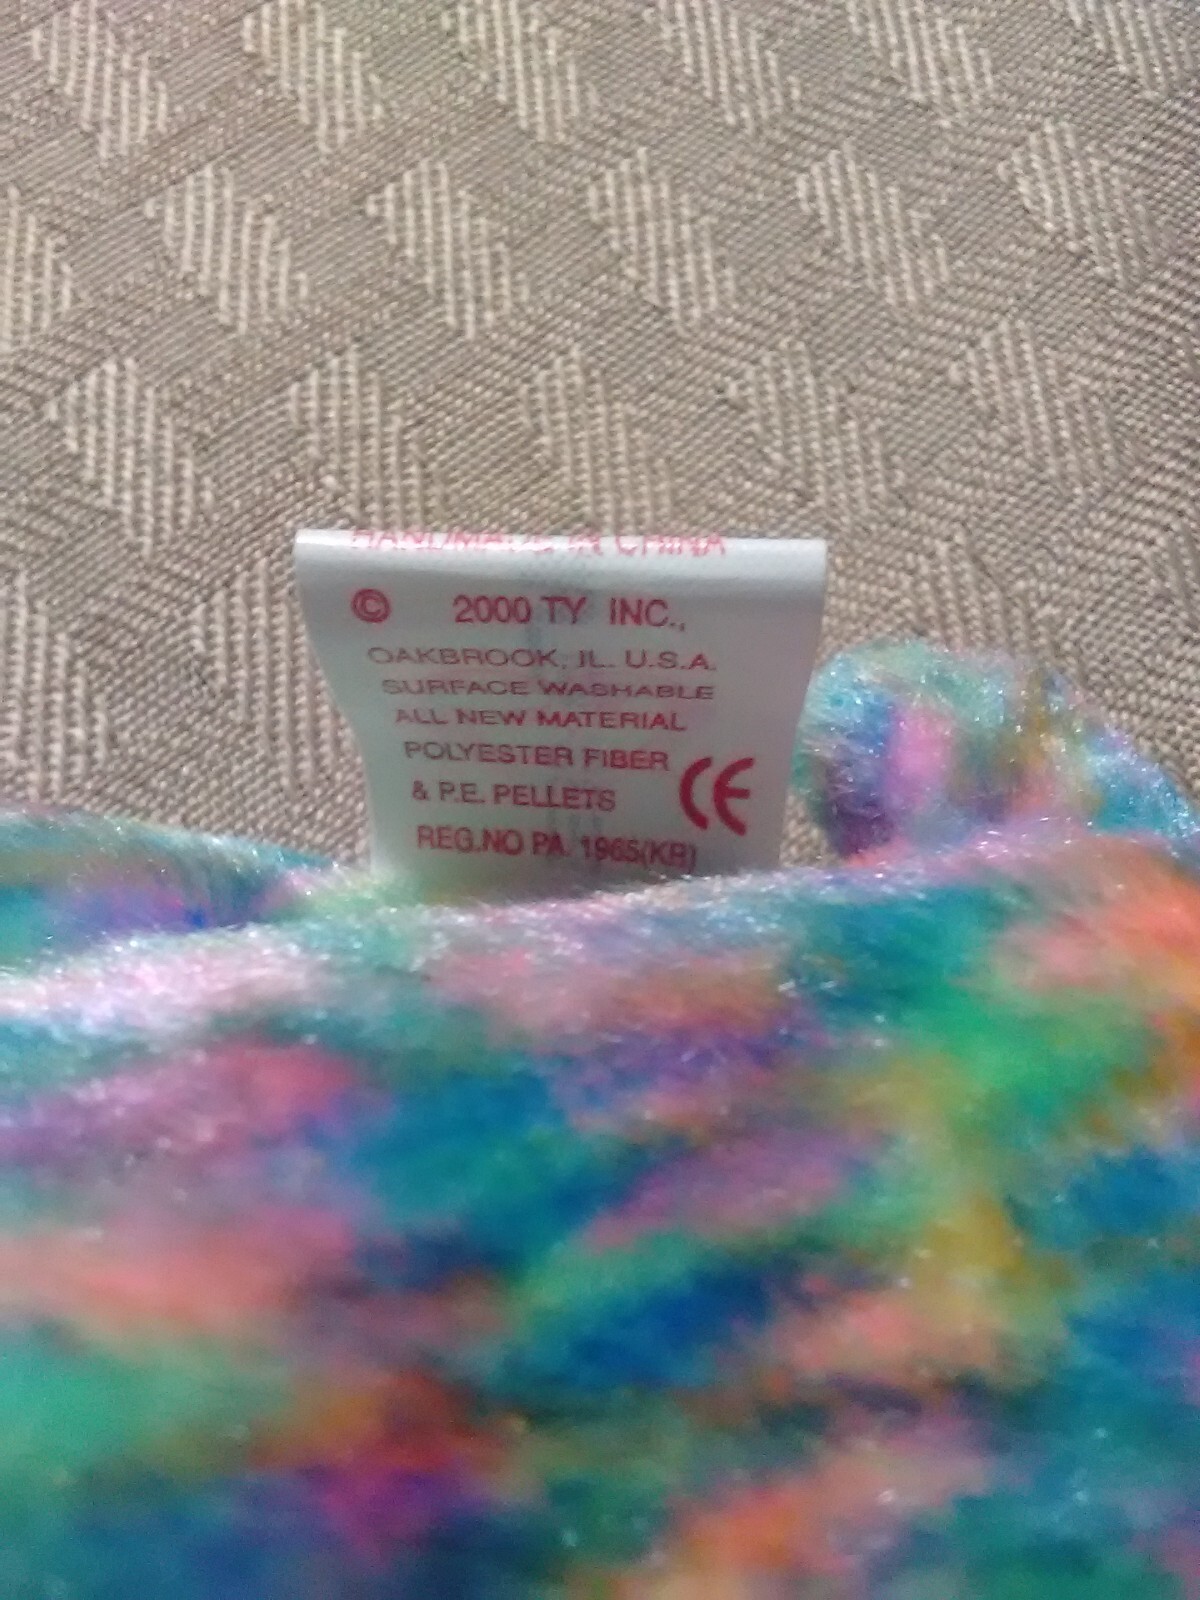 HANDMADE IN CHINA
© 2000 TY INC.,
OAKBROOK, IL. U.S.A.
SURFACE WASHABLE
ALL NEW MATERIAL
POLYESTER FIBER
& P.E. PELLETS CE
REG.NO PA. 1965(KR)